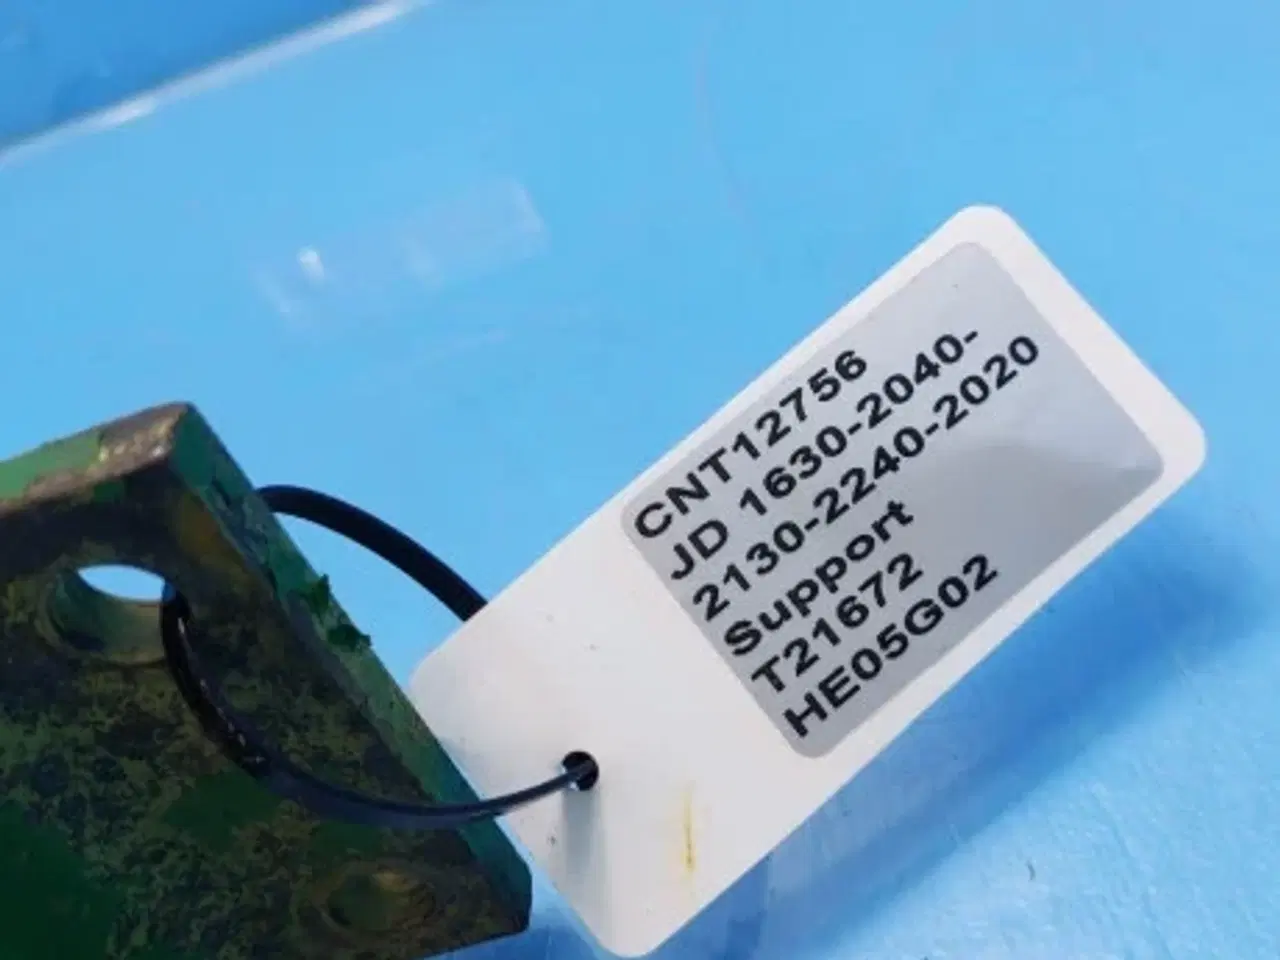 CNT12756
JD 1630-2040-
2130-2240-2020
Support
T21672
HE05G02